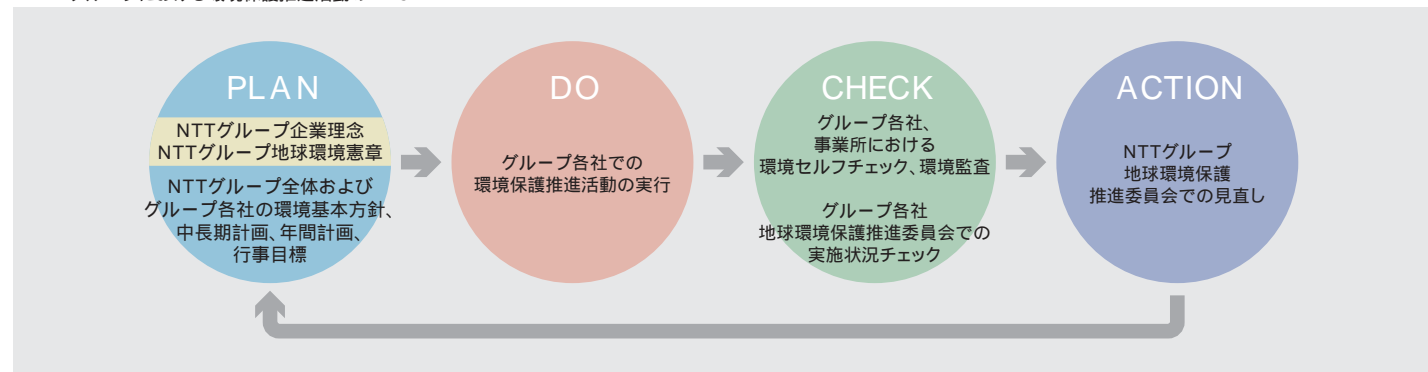 PLAN
NTTグループ企業理念
NTTグループ地球環境憲章
NTTグループ全体および
グループ各社の環境基本方針、
中長期計画、年間計画、
行事目標
DO
グループ各社での
環境保護推進活動の実行
CHECK
グループ各社、
事業所における
環境セルフチェック、環境監査
グループ各社
地球環境保護推進委員会での
実施状況チェック
ACTION
NTTグループ
地球環境保護
推進委員会での見直し